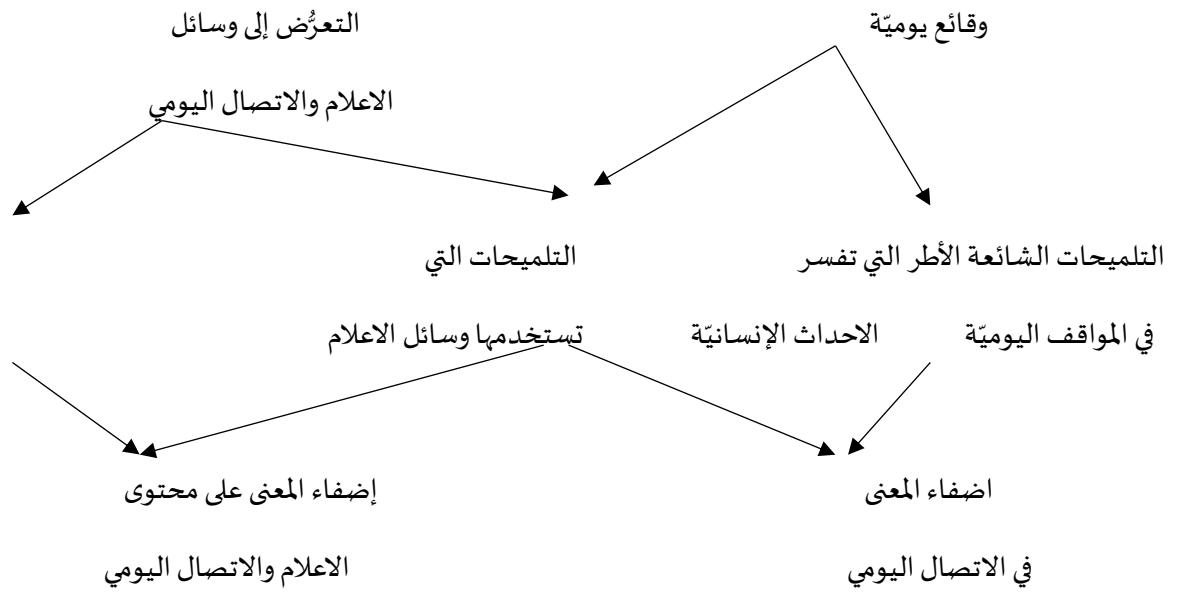 وقائع يوميّة
التعرُّض إلى وسائل
الاعلام والاتصال اليومي
التلميحات الشائعة الأطر التي تفسر
التلميحات التي
في المواقف اليوميّة
الاحداث الإنسانيّة
تستخدمها وسائل الاعلام
اضفاء المعنى
إضفاء المعنى على محتوى
في الاتصال اليومي
الاعلام والاتصال اليومي